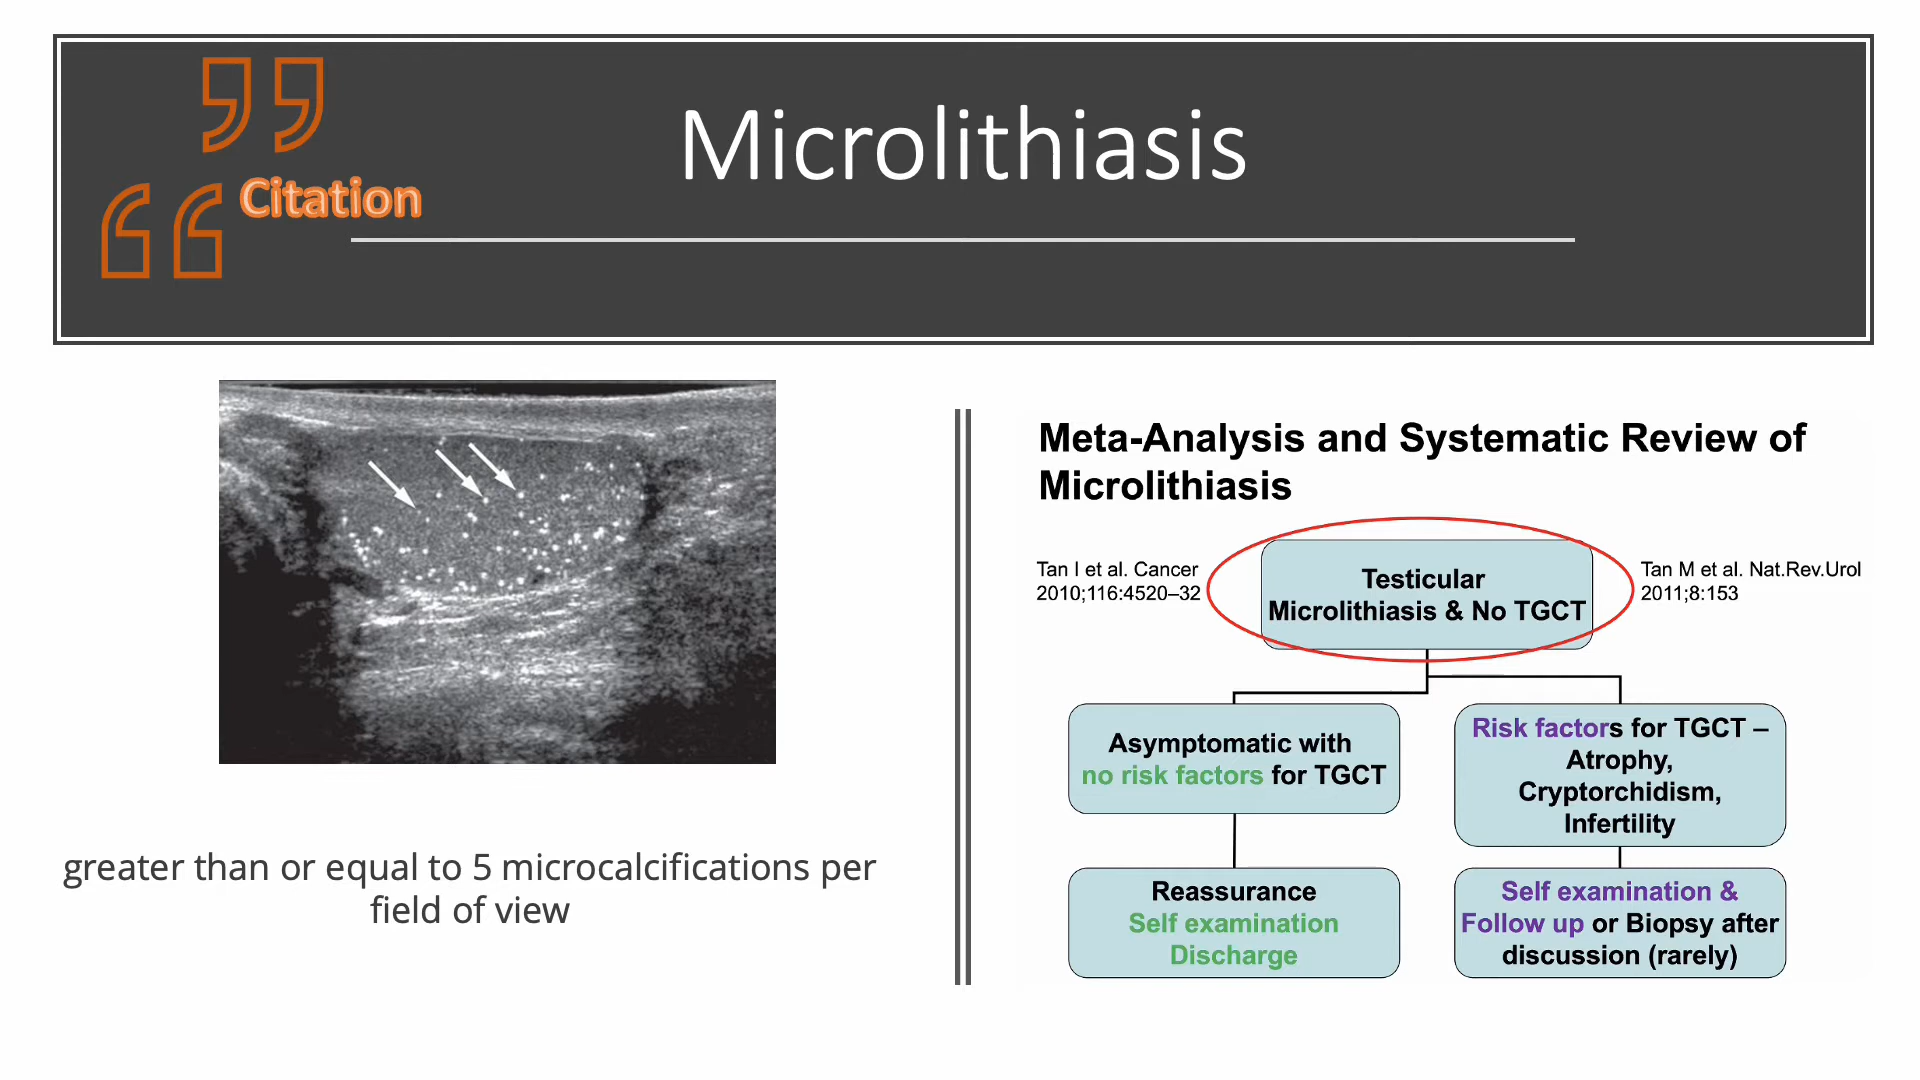 Microlithiasis
Citation
greater than or equal to 5 microcalcifications per
field of view
Meta-Analysis and Systematic Review of
Microlithiasis
Tan I et al. Cancer
2010;116:4520–32
Testicular
Microlithiasis & No TGCT
Tan M et al. Nat.Rev.Urol
2011;8:153
Asymptomatic with
no risk factors for TGCT
Risk factors for TGCT –
Atrophy,
Cryptorchidism,
Infertility
Reassurance
Self examination
Discharge
Self examination &
Follow up or Biopsy after
discussion (rarely)